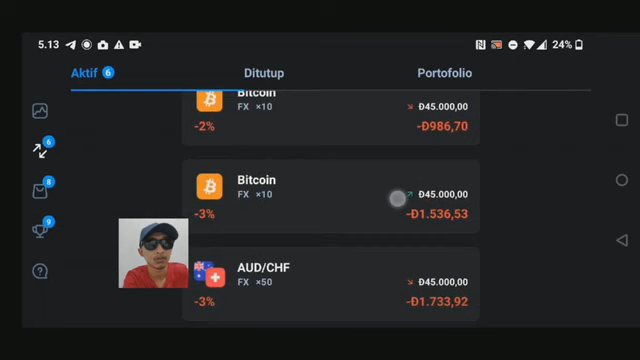 5.13
24%
Aktif 6
Ditutup
Portofolio
Bitcoin
FX ×10
Đ45.000,00
-2%
-Đ986,70
6
Bitcoin
FX ×10
Đ45.000,00
8
-3%
-Đ1.536,53
9
AUD/CHF
FX ×50
Đ45.000,00
-3%
-Đ1.733,92